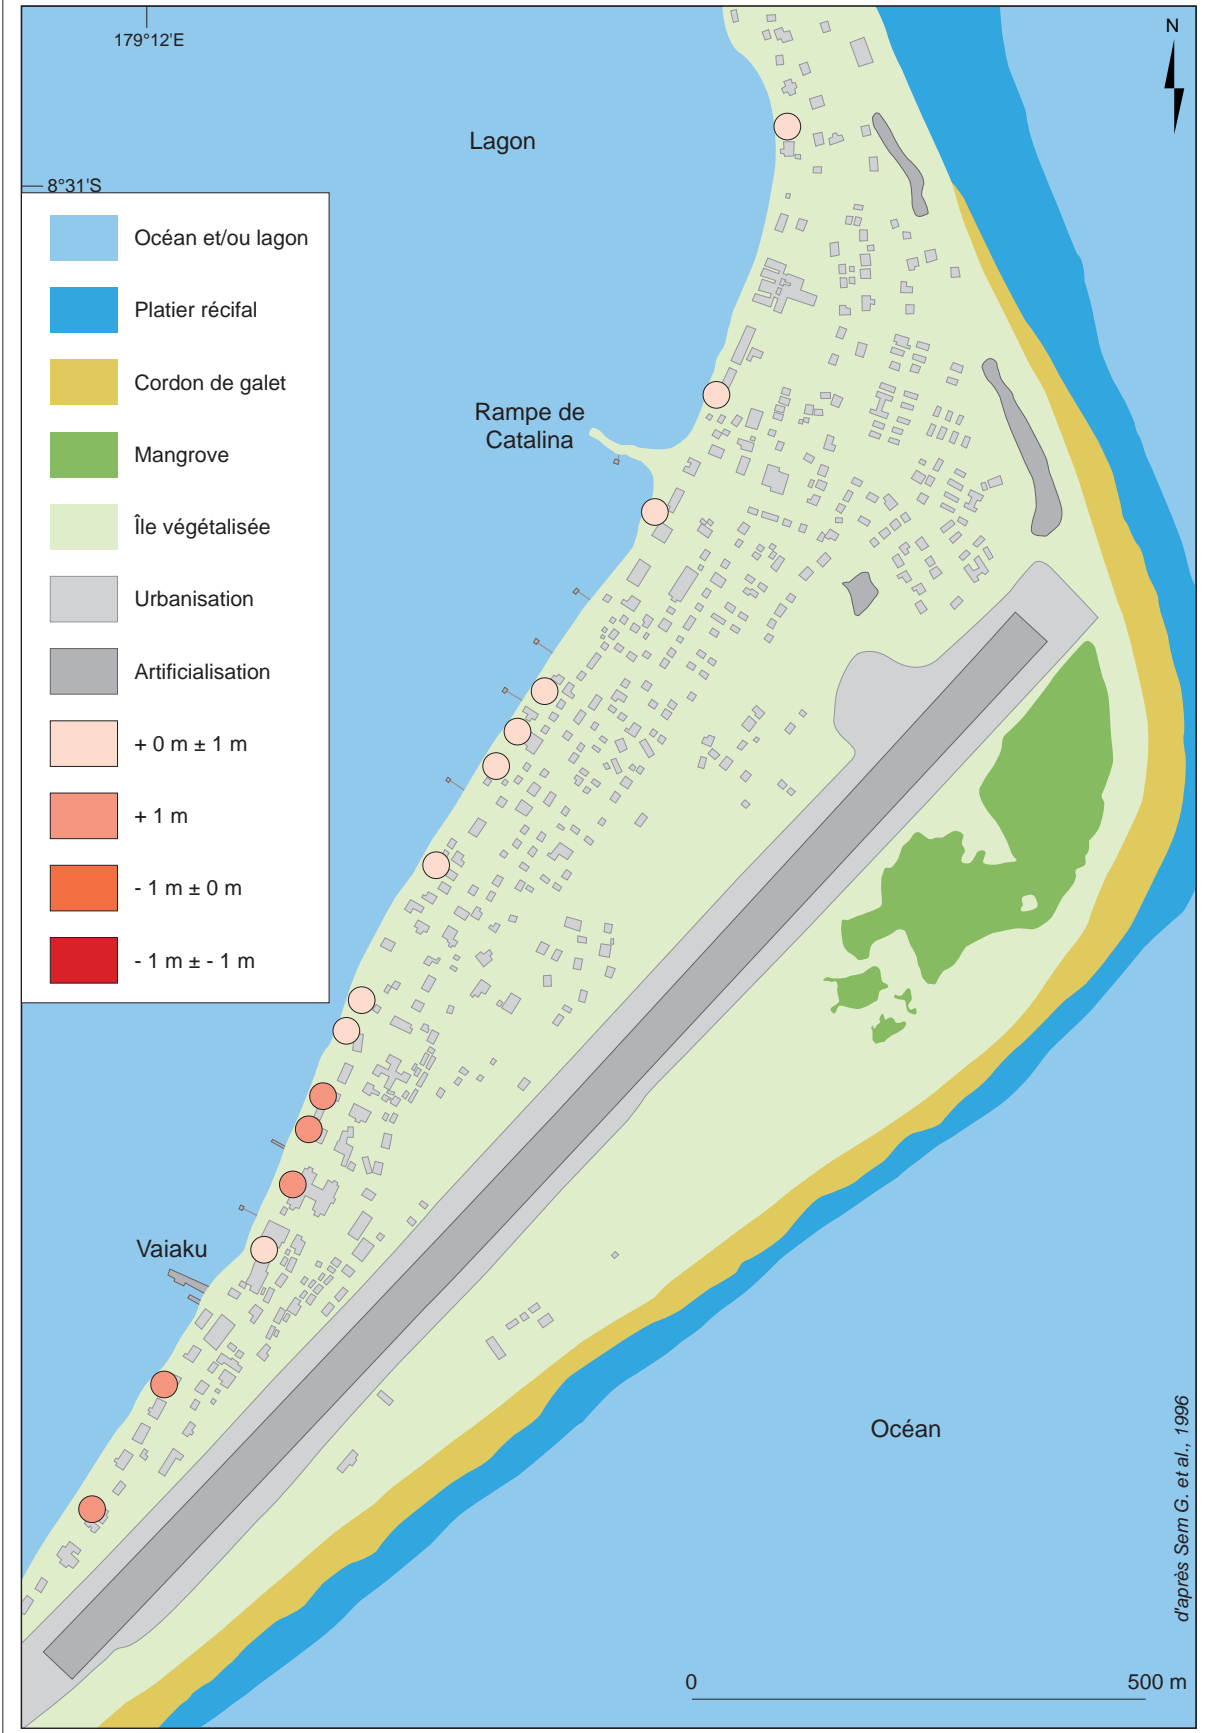 179°12'E
N
Lagon
8°31'S
Océan et/ou lagon
Platier récifal
Cordon de galet
Mangrove
Île végétalisée
Urbanisation
Artificialisation
+ 0 m ± 1 m
+ 1 m
- 1 m ± 0 m
- 1 m ± - 1 m
Rampe de
Catalina
Vaiaku
Océan
d'après Sem G. et al., 1996
0
500 m